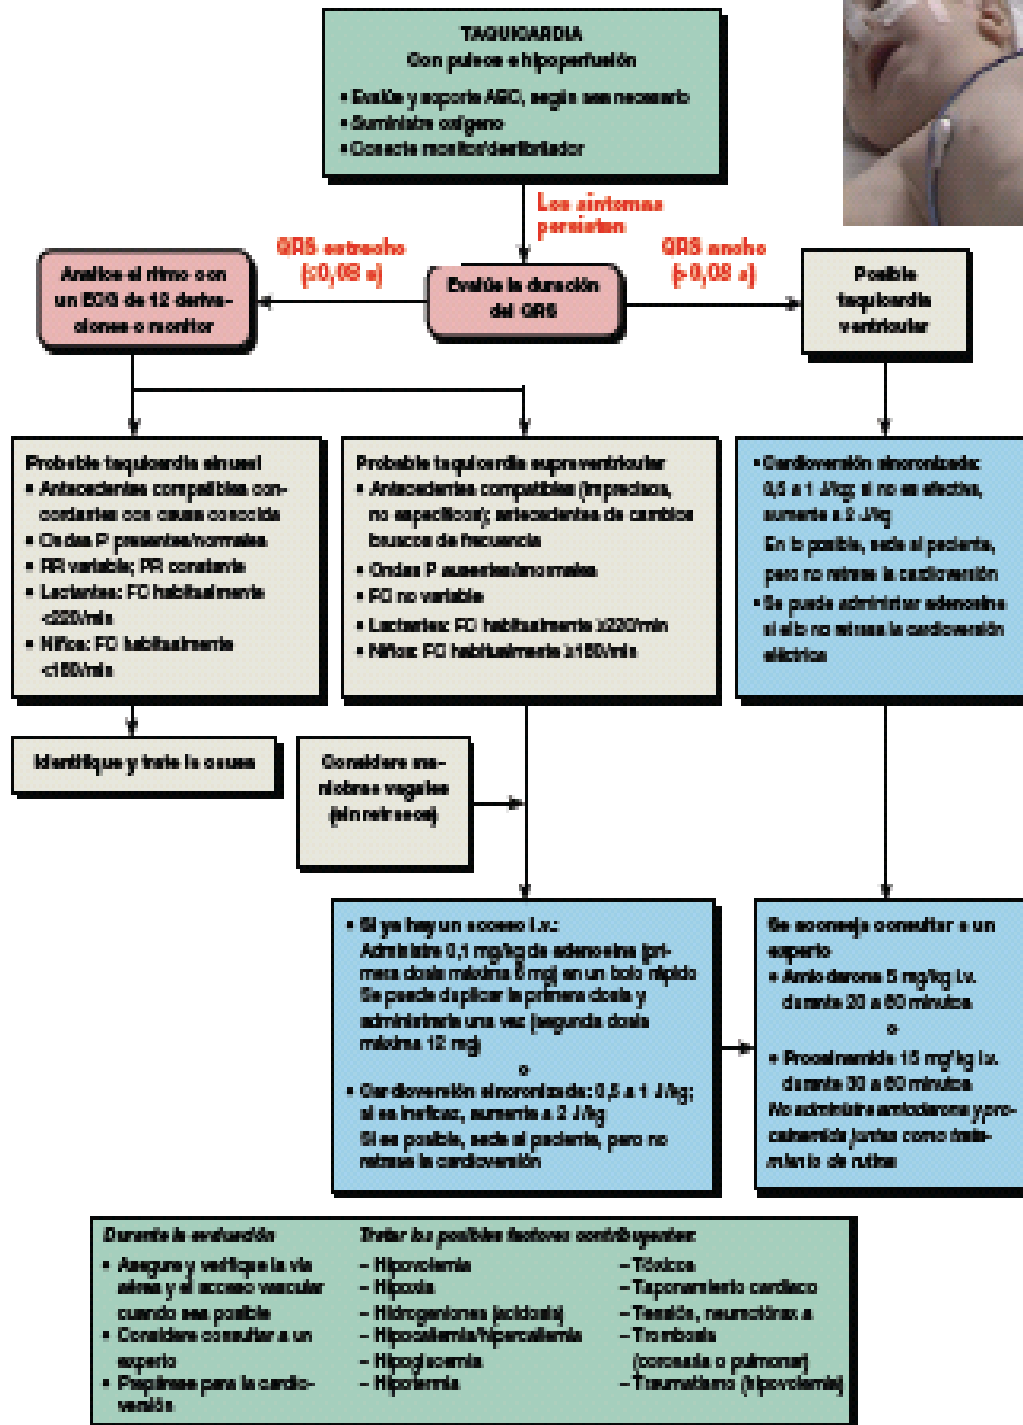 TAQUICARDIA
Con pulsos e hipoperfusión
• Evalúe y soporte ABC, según sea necesario
• Suministre oxígeno
• Conecte monitor/desfibrilador
Los síntomas
persisten
QRS estrecho
(≤0,08 s)
QRS ancho
(>0,08 s)
Analice el ritmo con
un ECG de 12 deriva-
ciones o monitor
Evalúe la duración
del QRS
Posible
taquicardia
ventricular
Probable taquicardia sinusal
• Antecedentes compatibles con-
cordantes con causa conocida
• Ondas P presentes/normales
• RR variable; PR constante
• Lactantes: FC habitualmente
<220/min
• Niños: FC habitualmente
<180/min
Probable taquicardia supraventricular
• Antecedentes compatibles (imprecisos,
no específicos); antecedentes de cambios
bruscos de frecuencia
• Ondas P ausentes/anormales
• FC no variable
• Lactantes: FC habitualmente ≥220/min
• Niños: FC habitualmente ≥180/min
• Cardioversión sincronizada:
0,5 a 1 J/kg; si no es efectiva,
aumente a 2 J/kg
En lo posible, sede al paciente,
pero no retrase la cardioversión
• Se puede administrar adenosina
si ello no retrasa la cardioversión
eléctrica
Identifique y trate la causa
Considere ma-
niobras vagales
(sin retrasos)
• Si ya hay un acceso i.v.:
Administre 0,1 mg/kg de adenosina (pri-
mera dosis máxima 6 mg) en un bolo rápido
Se puede duplicar la primera dosis y
administrarla una vez (segunda dosis
máxima 12 mg)
o
• Cardioversión sincronizada: 0,5 a 1 J/kg;
si es ineficaz, aumente a 2 J/kg
Si es posible, sede al paciente, pero no
retrase la cardioversión
Se aconseja consultar a un
experto
• Amiodarona 5 mg/kg i.v.
durante 20 a 60 minutos
o
• Procainamida 15 mg/kg i.v.
durante 30 a 60 minutos
No administre amiodarona y pro-
cainamida juntas como trata-
miento de rutina
Durante la evaluación
• Asegure y verifique la vía
aérea y el acceso vascular
cuando sea posible
• Considere consultar a un
experto
• Prepárese para la cardio-
versión
Tratar los posibles factores contribuyentes:
– Hipovolemia
– Hipoxia
– Hidrogeniones (acidosis)
– Hipocaliemia/hipercaliemia
– Hipoglucemia
– Hipotermia
– Tóxicos
– Taponamiento cardíaco
– Tensión, neumotórax a
– Trombosis
(coronaria o pulmonar)
– Traumatismo (hipovolemia)